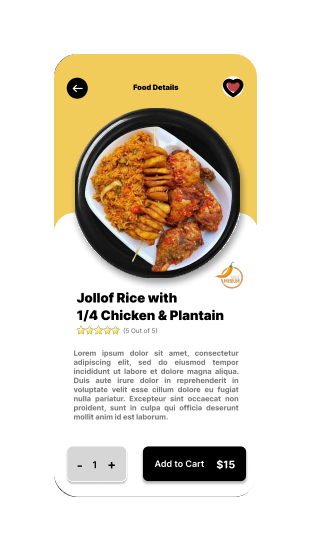 Food Details
Jollof Rice with
1/4 Chicken & Plantain
(5 Out of 5)
Lorem ipsum dolor sit amet, consectetur
adipiscing elit, sed do eiusmod tempor
incididunt ut labore et dolore magna aliqua.
Duis aute irure dolor in reprehenderit in
voluptate velit esse cillum dolore eu fugiat
nulla pariatur. Excepteur sint occaecat non
proident, sunt in culpa qui officia deserunt
mollit anim id est laborum.
- 1 +
Add to Cart $15